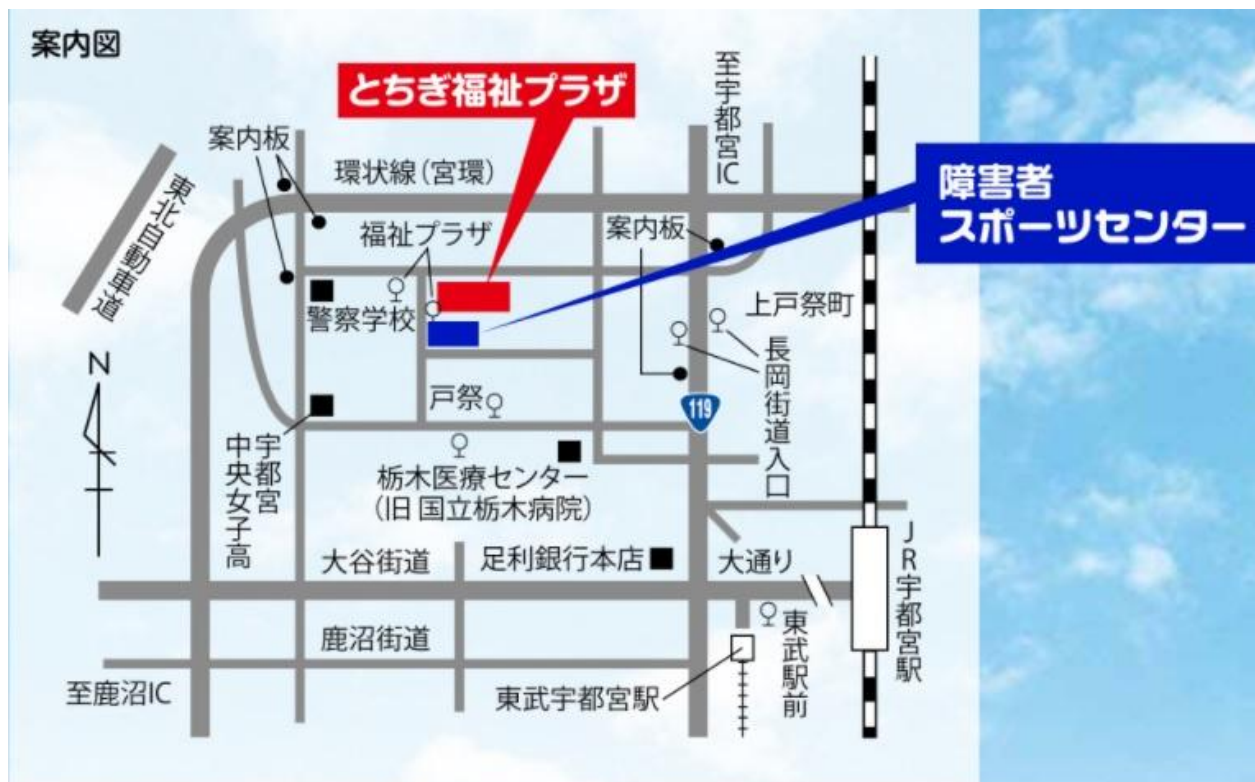 案内図
とちぎ福祉プラザ
至宇都宮IC
案内板
環状線(宮環)
障害者
スポーツセンター
東北自動車道
福祉プラザ
案内板
警察学校
上戸祭町
N
長岡街道入口
戸祭
119
宇都宮
中央女子高
栃木医療センター
(旧 国立栃木病院)
大谷街道
足利銀行本店
大通り
JR宇都宮駅
鹿沼街道
東武駅前
至鹿沼IC
東武宇都宮駅